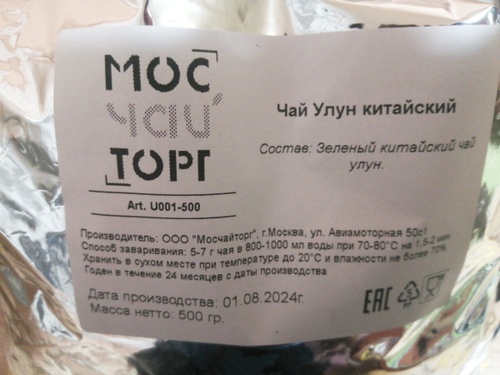 МОС
ЧАЙ
ТОРГ
Art. U001-500
Чай Улун китайский
Состав: Зеленый китайский чай
улун.
Производитель: ООО "Мосчайторг", г.Москва, ул. Авиамоторная 50с1
Способ заваривания: 5-7 г чая в 800-1000 мл воды при 70-80°С на 1,5-2 мин
Хранить в сухом месте при температуре до 20°С и влажности не более 70%
Годен в течение 24 месяцев с даты производства
Дата производства: 01.08.2024г.
Масса нетто: 500 гр.
EAC